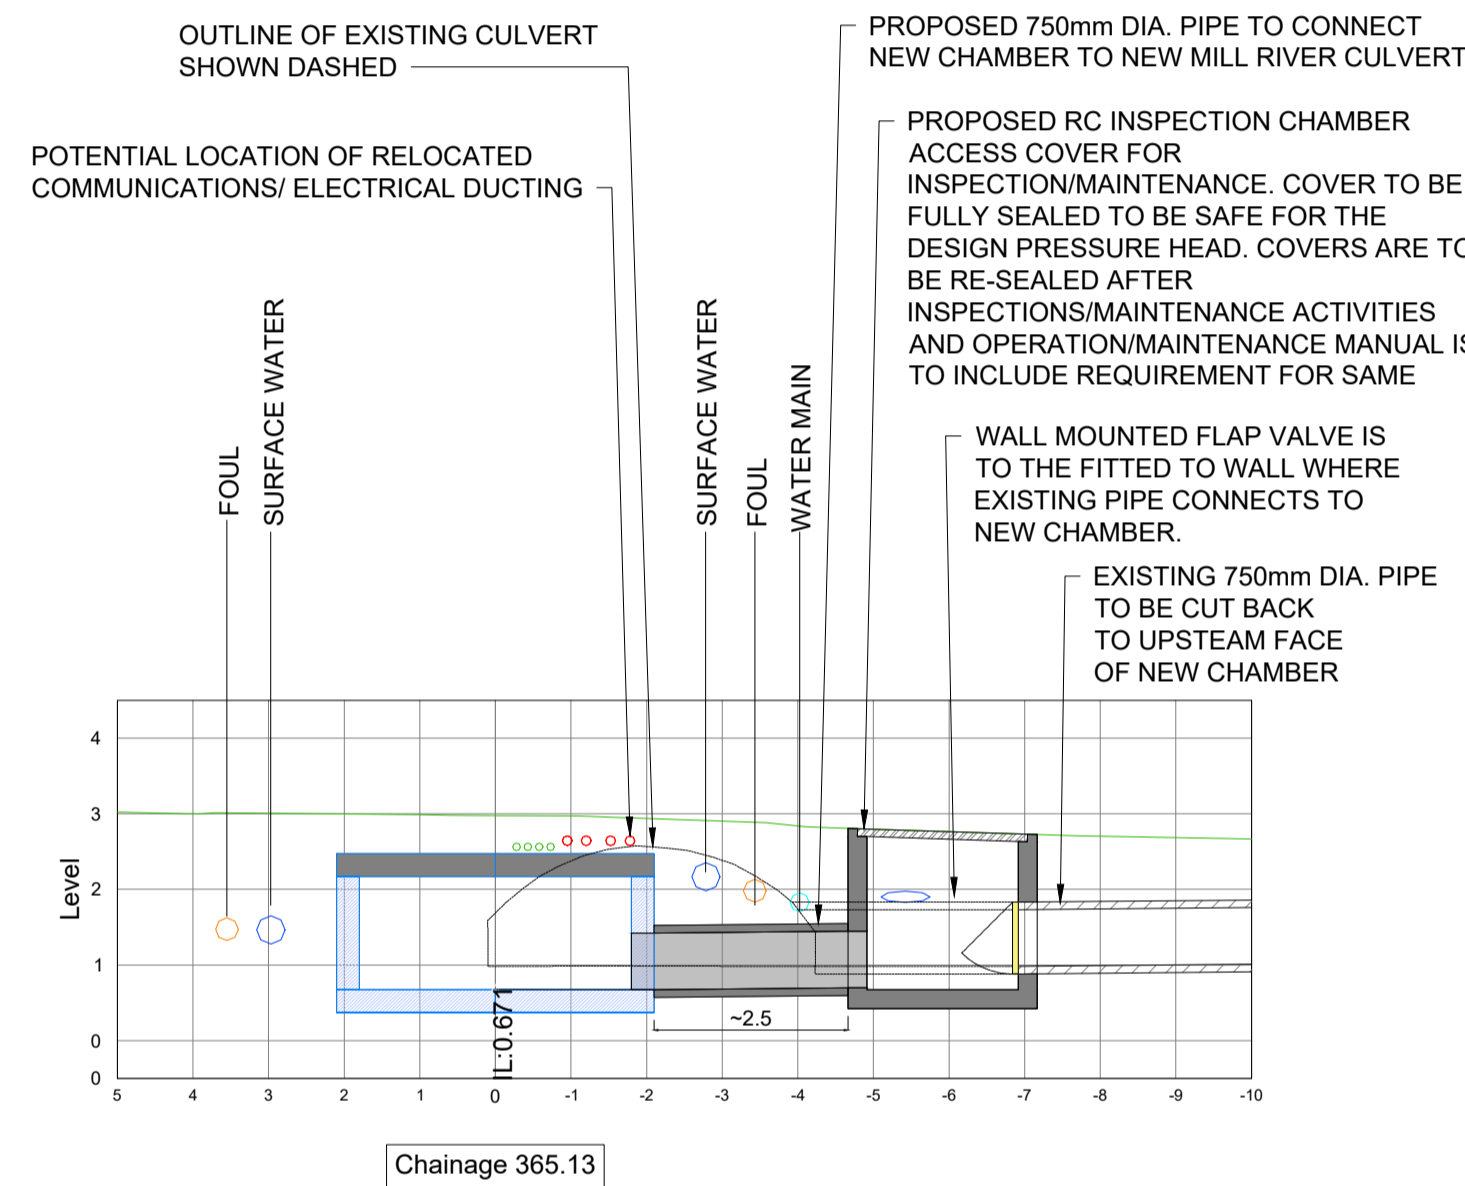 OUTLINE OF EXISTING CULVERT
SHOWN DASHED
PROPOSED 750mm DIA. PIPE TO CONNECT
NEW CHAMBER TO NEW MILL RIVER CULVERT
POTENTIAL LOCATION OF RELOCATED
COMMUNICATIONS/ ELECTRICAL DUCTING
PROPOSED RC INSPECTION CHAMBER
ACCESS COVER FOR
INSPECTION/MAINTENANCE. COVER TO BE
FULLY SEALED TO BE SAFE FOR THE
DESIGN PRESSURE HEAD. COVERS ARE TO
BE RE-SEALED AFTER
INSPECTIONS/MAINTENANCE ACTIVITIES
AND OPERATION/MAINTENANCE MANUAL IS
TO INCLUDE REQUIREMENT FOR SAME
FOUL
SURFACE WATER
SURFACE WATER
FOUL
WATER MAIN
WALL MOUNTED FLAP VALVE IS
TO THE FITTED TO WALL WHERE
EXISTING PIPE CONNECTS TO
NEW CHAMBER.
EXISTING 750mm DIA. PIPE
TO BE CUT BACK
TO UPSTEAM FACE
OF NEW CHAMBER
Level
4
3
2
1
0
0
IL:0.671
~2.5
5 4 3 2 1 0 -1 -2 -3 -4 -5 -6 -7 -8 -9 -10
Chainage 365.13